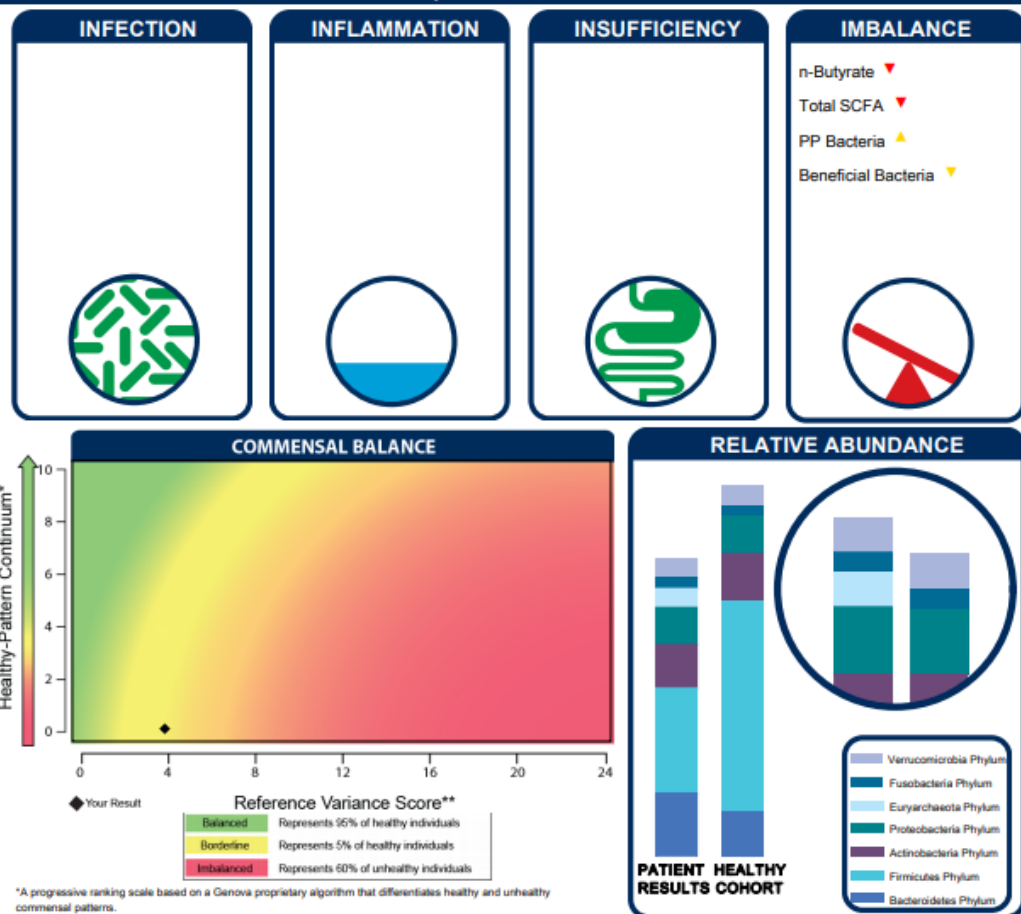 INFECTION
INFLAMMATION
INSUFFICIENCY
IMBALANCE
n-Butyrate
Total SCFA
PP Bacteria
Beneficial Bacteria
COMMENSAL BALANCE
Healthy-Pattern Continuum*
10
8
6
4
2
0
0 4 8 12 16 20 24
Your Result
Reference Variance Score**
Balanced Represents 95% of healthy individuals
Borderline Represents 5% of healthy individuals
Imbalanced Represents 60% of unhealthy individuals
*A progressive ranking scale based on a Genova proprietary algorithm that differentiates healthy and unhealthy
commensal patterns.
RELATIVE ABUNDANCE
PATIENT HEALTHY
RESULTS COHORT
Verrucomicrobia Phylum
Fusobacteria Phylum
Euryarchaeota Phylum
Proteobacteria Phylum
Actinobacteria Phylum
Firmicutes Phylum
Bacteroidetes Phylum